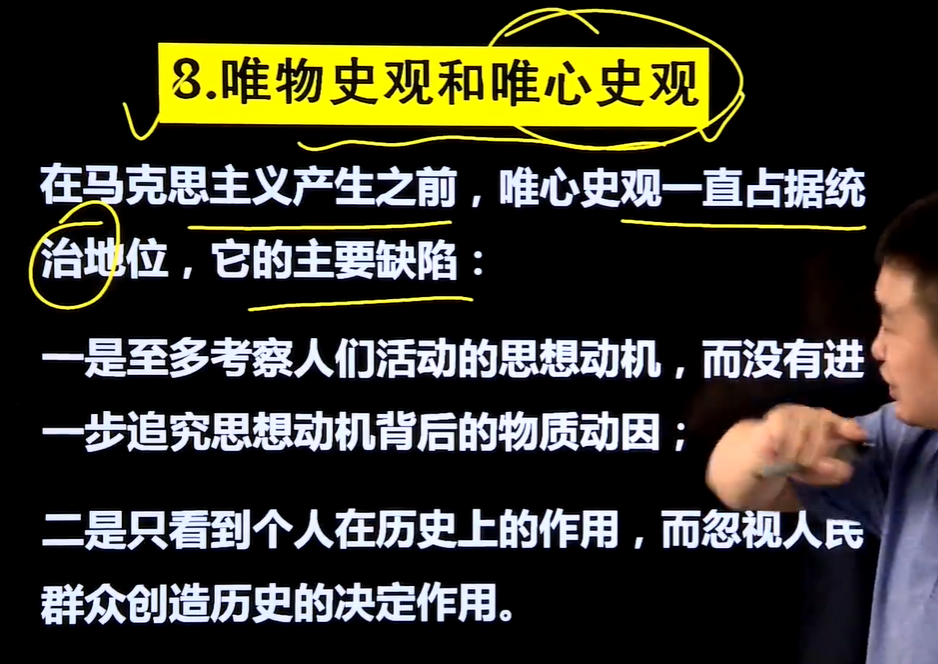 8.唯物史观和唯心史观
在马克思主义产生之前，唯心史观一直占据统
治地位，它的主要缺陷：
一是至多考察人们活动的思想动机，而没有进
一步追究思想动机背后的物质动因；
二是只看到个人在历史上的作用，而忽视人民
群众创造历史的决定作用。